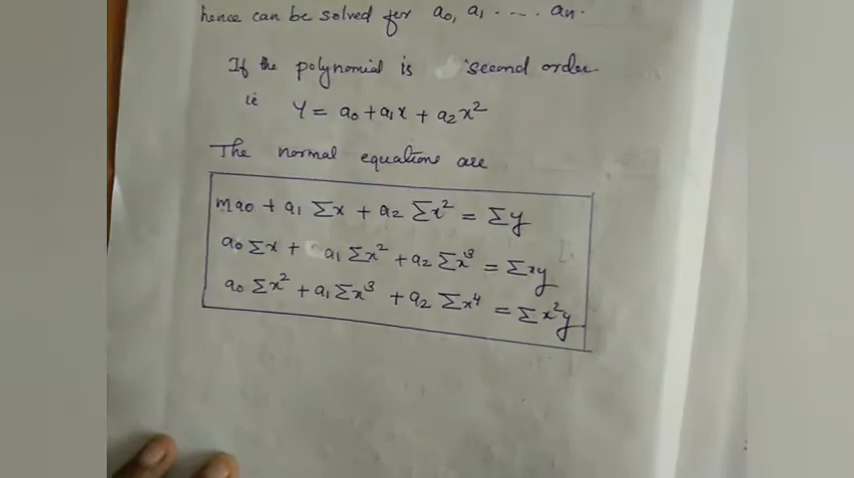 hence can be solved for a₀, a₁ .... aₙ.
If the polynomial is second order
ie Y = a₀ + a₁x + a₂x²
The normal equations are
ma₀ + a₁ Σx + a₂ Σx² = Σy
a₀ Σx + a₁ Σx² + a₂ Σx³ = Σxy
a₀ Σx² + a₁ Σx³ + a₂ Σx⁴ = Σx²y